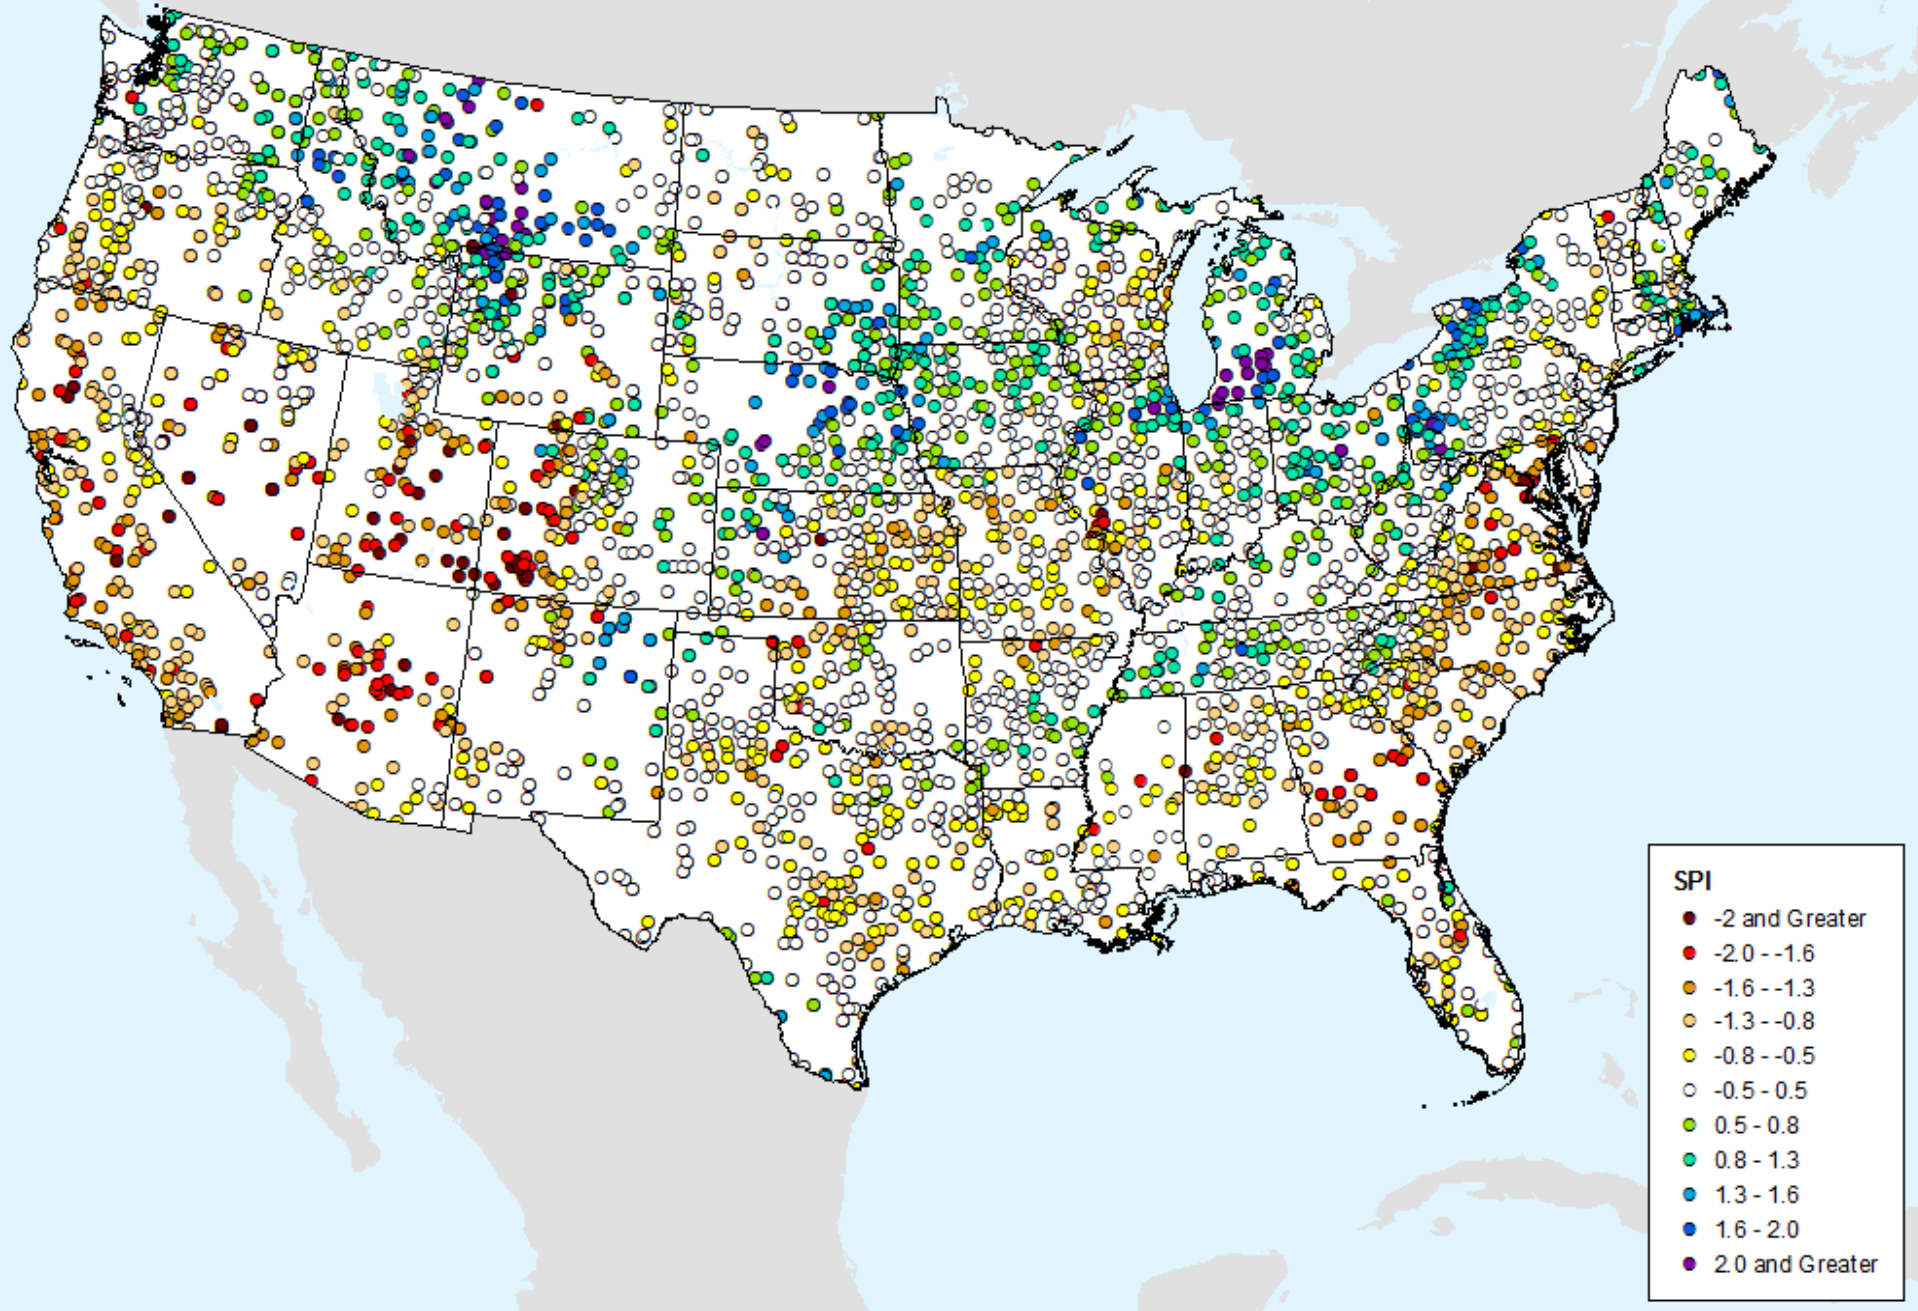 SPI
-2 and Greater
-2.0 - -1.6
-1.6 - -1.3
-1.3 - -0.8
-0.8 - -0.5
-0.5 - 0.5
0.5 - 0.8
0.8 - 1.3
1.3 - 1.6
1.6 - 2.0
2.0 and Greater